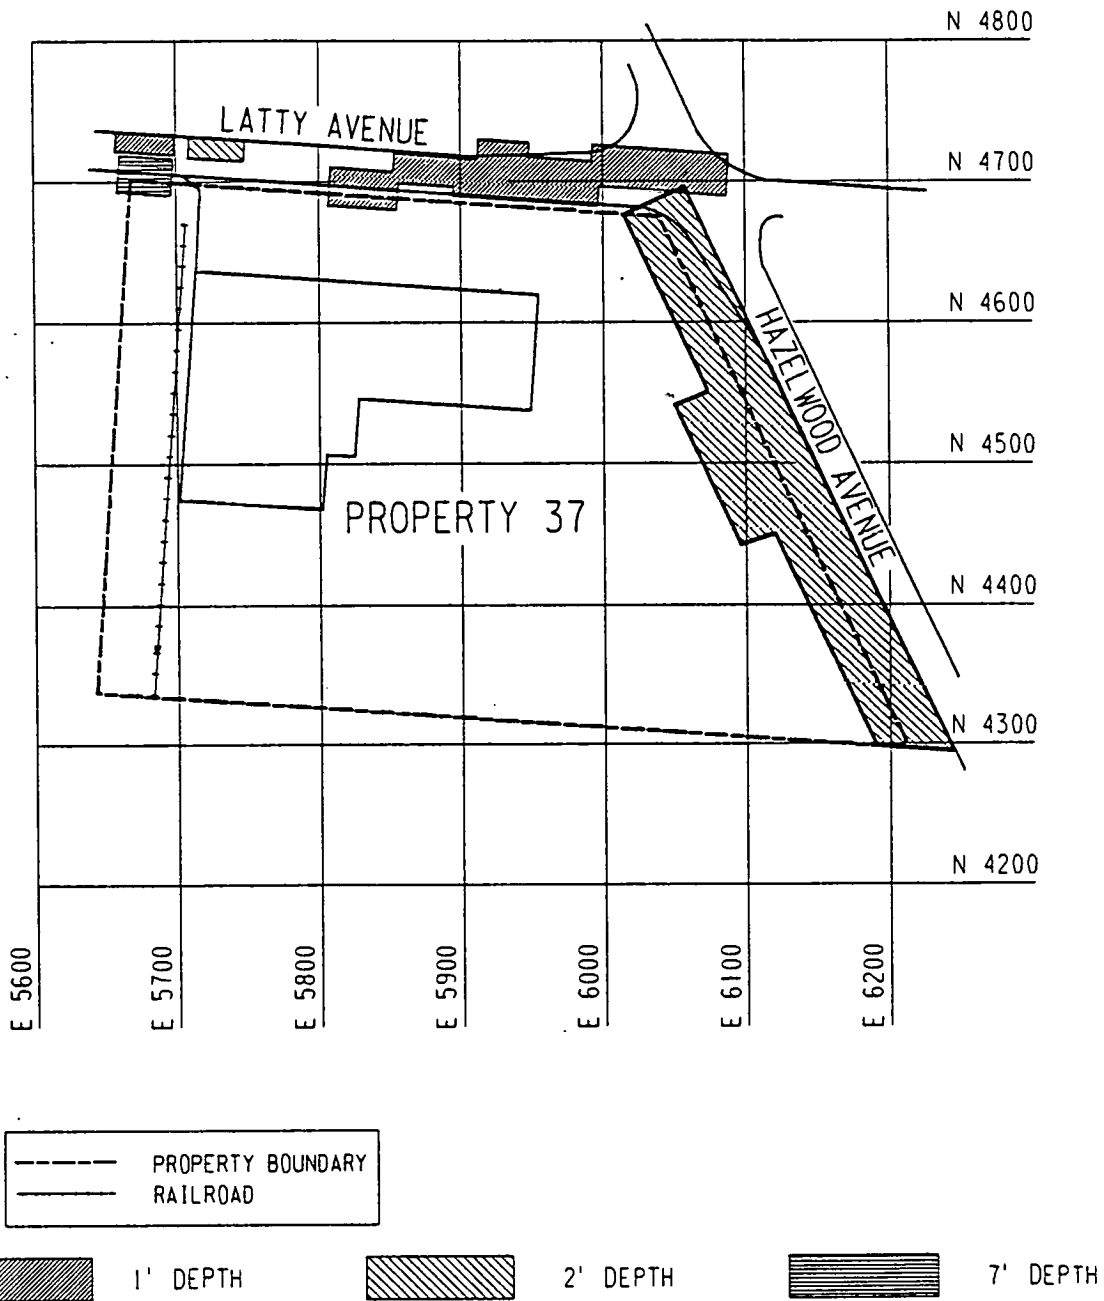 N 4800
LATTY AVENUE
N 4700
N 4600
HAZELWOOD AVENUE
N 4500
PROPERTY 37
N 4400
N 4300
N 4200
E 5600
E 5700
E 5800
E 5900
E 6000
E 6100
E 6200
PROPERTY BOUNDARY
RAILROAD
1' DEPTH
2' DEPTH
7' DEPTH